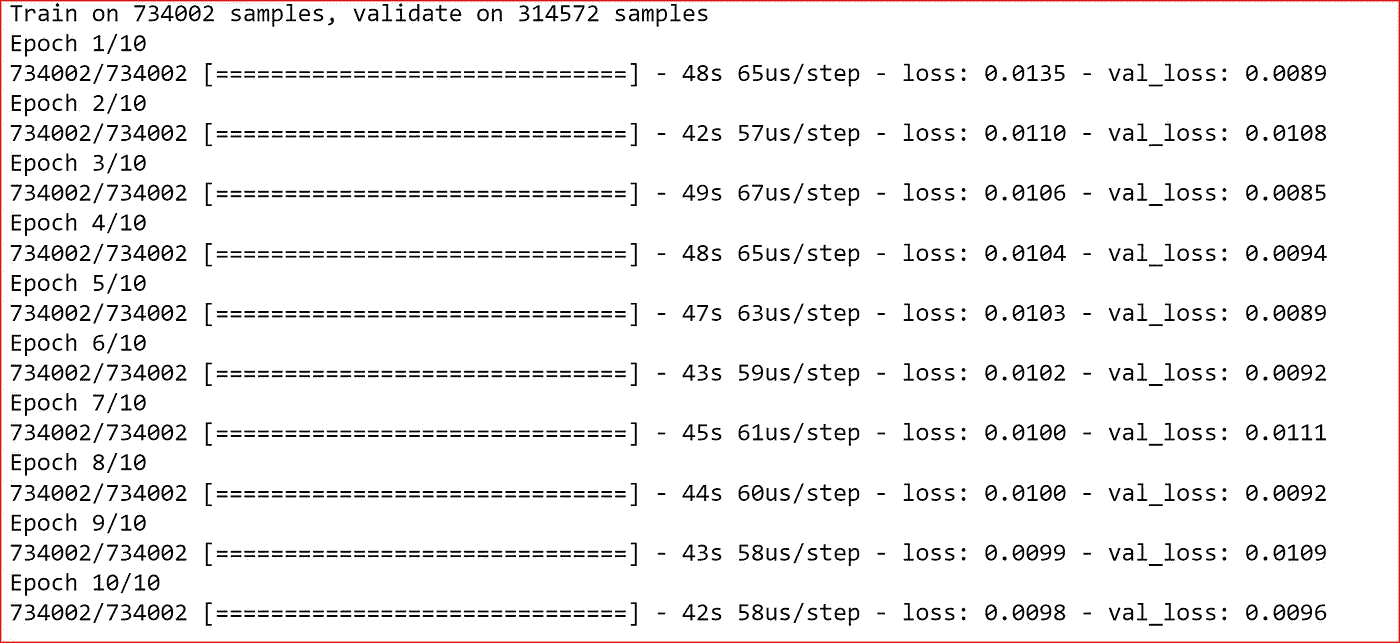 Train on 734002 samples, validate on 314572 samples
Epoch 1/10
734002/734002 [==============================] - 48s 65us/step - loss: 0.0135 - val_loss: 0.0089
Epoch 2/10
734002/734002 [==============================] - 42s 57us/step - loss: 0.0110 - val_loss: 0.0108
Epoch 3/10
734002/734002 [==============================] - 49s 67us/step - loss: 0.0106 - val_loss: 0.0085
Epoch 4/10
734002/734002 [==============================] - 48s 65us/step - loss: 0.0104 - val_loss: 0.0094
Epoch 5/10
734002/734002 [==============================] - 47s 63us/step - loss: 0.0103 - val_loss: 0.0089
Epoch 6/10
734002/734002 [==============================] - 43s 59us/step - loss: 0.0102 - val_loss: 0.0092
Epoch 7/10
734002/734002 [==============================] - 45s 61us/step - loss: 0.0100 - val_loss: 0.0111
Epoch 8/10
734002/734002 [==============================] - 44s 60us/step - loss: 0.0100 - val_loss: 0.0092
Epoch 9/10
734002/734002 [==============================] - 43s 58us/step - loss: 0.0099 - val_loss: 0.0109
Epoch 10/10
734002/734002 [==============================] - 42s 58us/step - loss: 0.0098 - val_loss: 0.0096